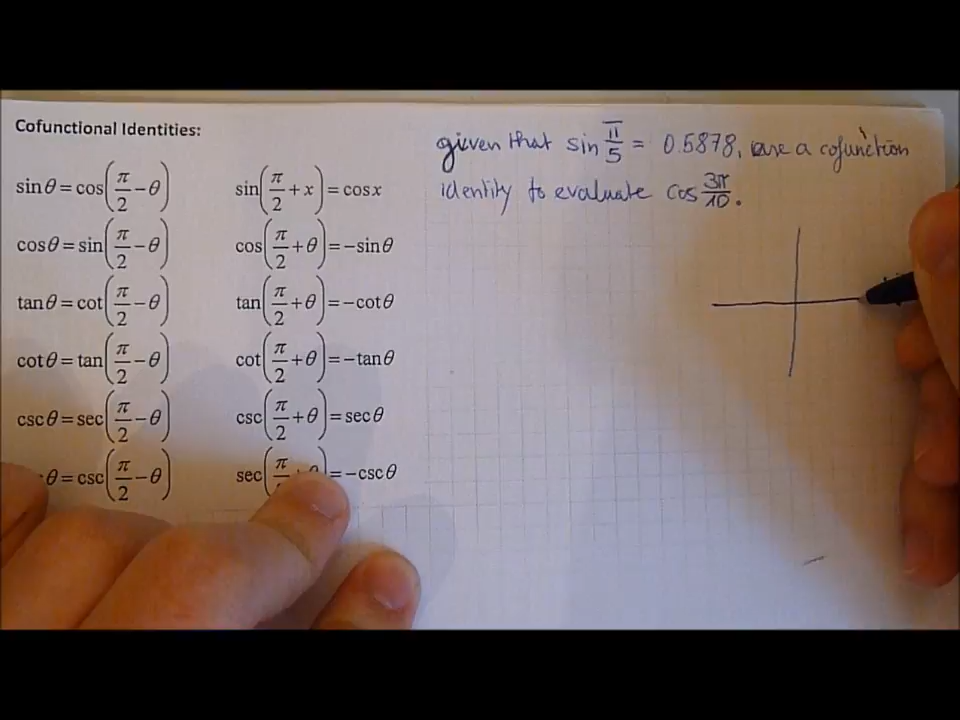 Cofunctional Identities:
sinθ=cos(π/2−θ) sin(π/2+x)=cosx
cosθ=sin(π/2−θ) cos(π/2+θ)=−sinθ
tanθ=cot(π/2−θ) tan(π/2+θ)=−cotθ
cotθ=tan(π/2−θ) cot(π/2+θ)=−tanθ
cscθ=sec(π/2−θ) csc(π/2+θ)=secθ
θ=csc(π/2−θ) sec(π +θ)=−cscθ
given that sin π/5 = 0.5878, use a cofunction
identity to evaluate cos 3π/10.